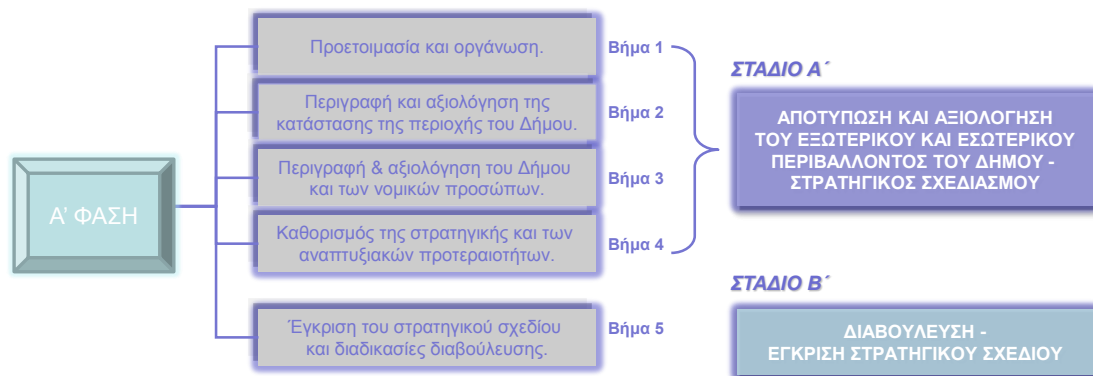 Α' ΦΑΣΗ
Προετοιμασία και οργάνωση.
Βήμα 1
Περιγραφή και αξιολόγηση της
κατάστασης της περιοχής του Δήμου.
Βήμα 2
Περιγραφή & αξιολόγηση του Δήμου
και των νομικών προσώπων.
Βήμα 3
Καθορισμός της στρατηγικής και των
αναπτυξιακών προτεραιοτήτων.
Βήμα 4
Έγκριση του στρατηγικού σχεδίου
και διαδικασίες διαβούλευσης.
Βήμα 5
ΣΤΑΔΙΟ Α΄
ΑΠΟΤΥΠΩΣΗ ΚΑΙ ΑΞΙΟΛΟΓΗΣΗ
ΤΟΥ ΕΞΩΤΕΡΙΚΟΥ ΚΑΙ ΕΣΩΤΕΡΙΚΟΥ
ΠΕΡΙΒΑΛΛΟΝΤΟΣ ΤΟΥ ΔΗΜΟΥ -
ΣΤΡΑΤΗΓΙΚΟΣ ΣΧΕΔΙΑΣΜΟΥ
ΣΤΑΔΙΟ Β΄
ΔΙΑΒΟΥΛΕΥΣΗ -
ΕΓΚΡΙΣΗ ΣΤΡΑΤΗΓΙΚΟΥ ΣΧΕΔΙΟΥ